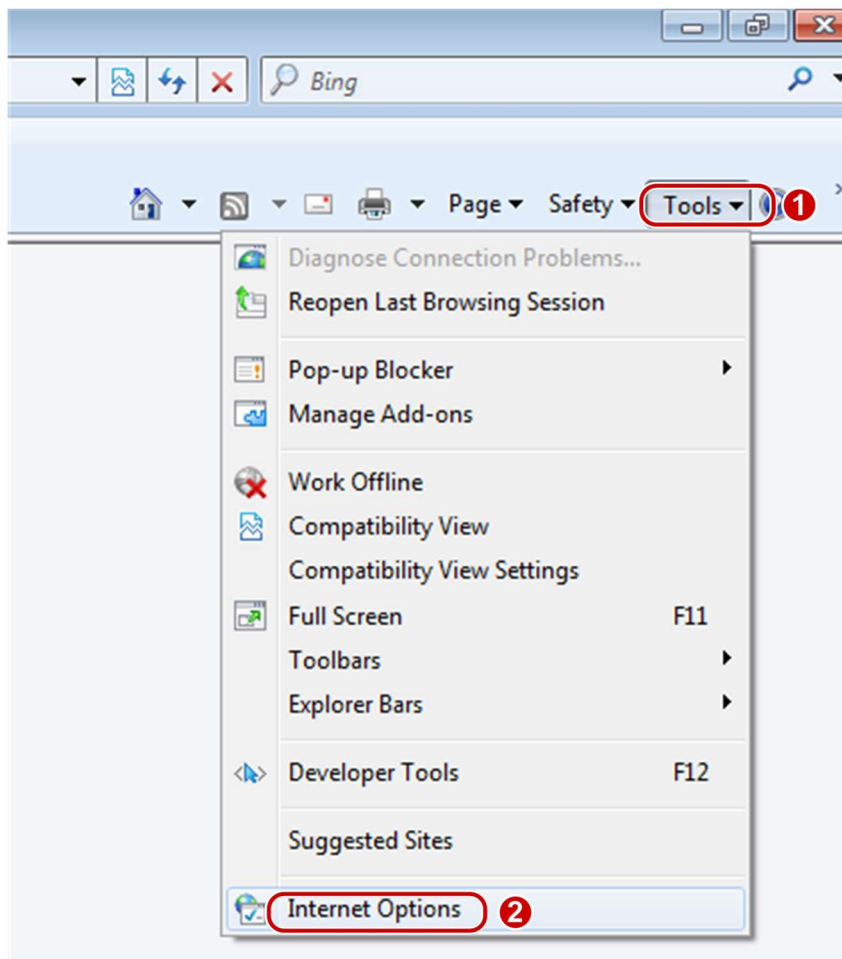 Bing
Page Safety Tools 1
Diagnose Connection Problems...
Reopen Last Browsing Session
Pop-up Blocker
Manage Add-ons
Work Offline
Compatibility View
Compatibility View Settings
Full Screen F11
Toolbars
Explorer Bars
Developer Tools F12
Suggested Sites
Internet Options 2